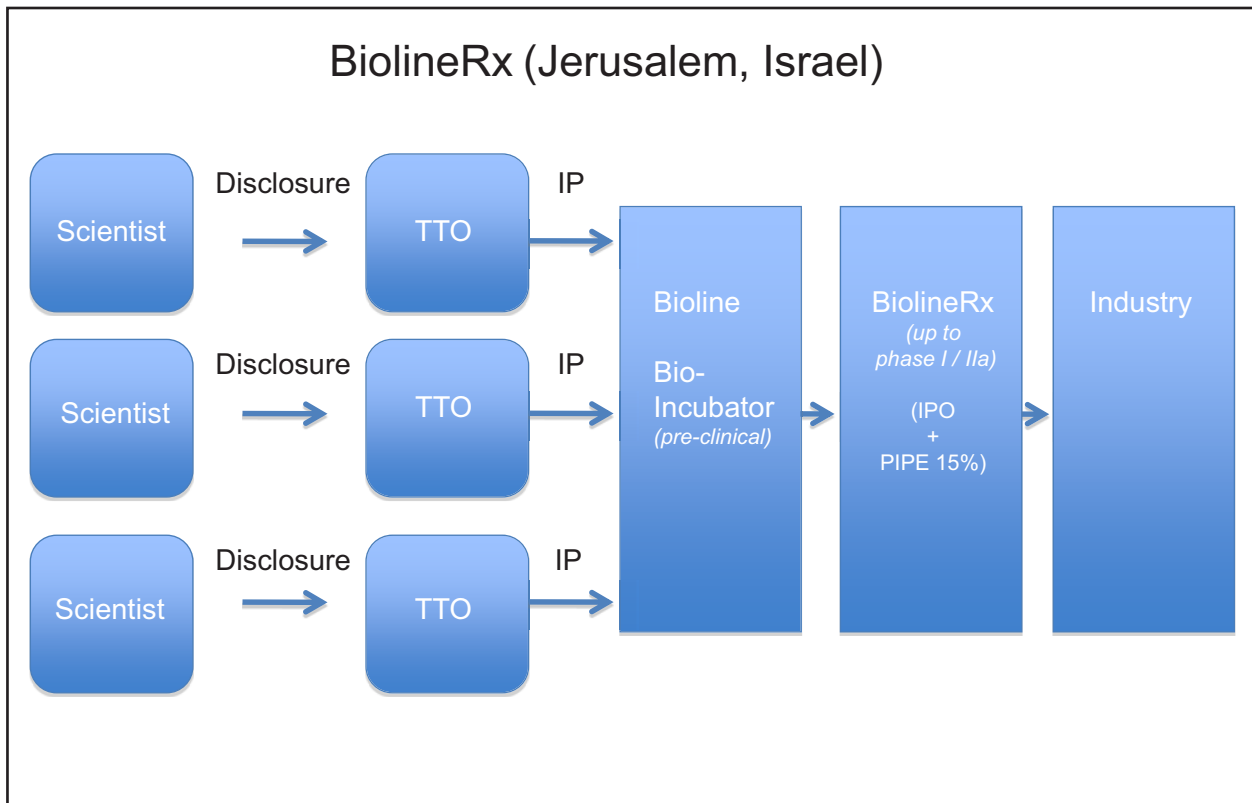 BiolineRx (Jerusalem, Israel)
Scientist
Disclosure
TTO
IP
Scientist
Disclosure
TTO
IP
Scientist
Disclosure
TTO
IP
Bioline
Bio-
Incubator
(pre-clinical)
BiolineRx
(up to
phase I / IIa)
(IPO
+
PIPE 15%)
Industry